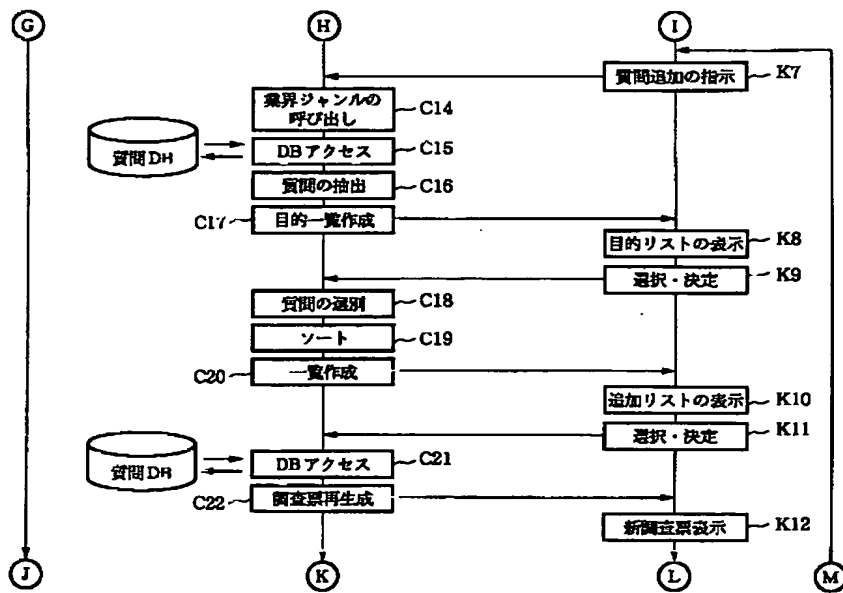 G
H
I
質問追加の指示
K7
業界ジャンルの
呼び出し
C14
質問DB
DBアクセス
C15
質問の抽出
C16
C17
目的一覧作成
目的リストの表示
K8
選択・決定
K9
質問の選別
C18
ソート
C19
C20
一覧作成
追加リストの表示
K10
選択・決定
K11
質問DB
DBアクセス
C21
C22
調査票再生成
新調査票表示
K12
J
K
L
M